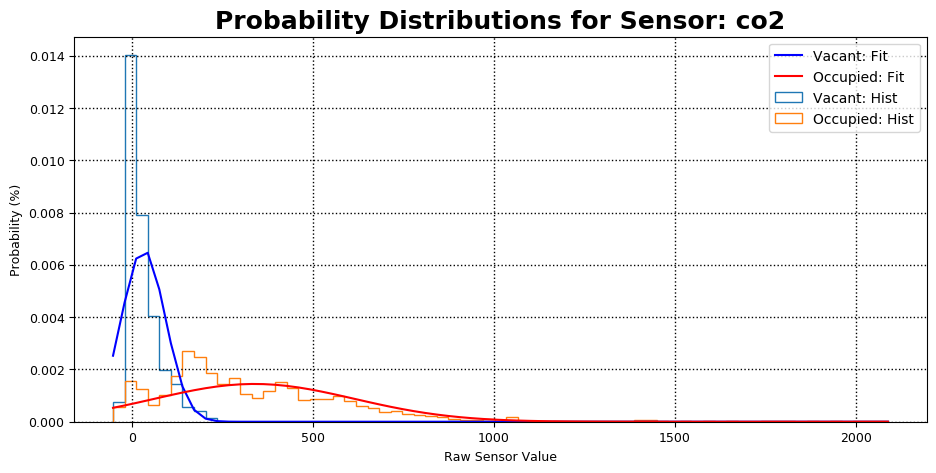 Probability Distributions for Sensor: co2
Probability (%)
0.014
0.012
0.010
0.008
0.006
0.004
0.002
0.000
Vacant: Fit
Occupied: Fit
Vacant: Hist
Occupied: Hist
0
500
1000
1500
2000
Raw Sensor Value